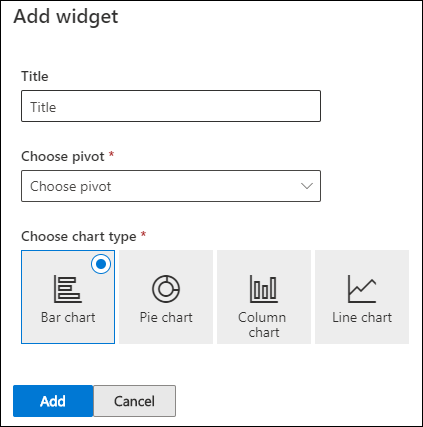 Add widget
Title
Title
Choose pivot *
Choose pivot
Choose chart type *
Bar chart
Pie chart
Column
chart
Line chart
Add
Cancel